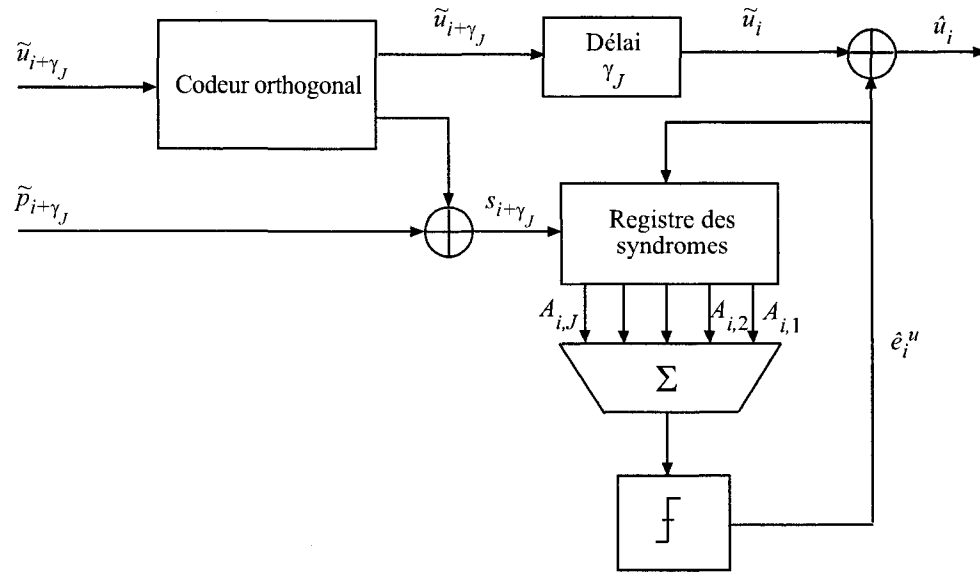 ũ_{i+γ_J}
Codeur orthogonal
ũ_{i+γ_J}
Délai
γ_J
ũ_i
û_i
p̃_{i+γ_J}
s_{i+γ_J}
Registre des
syndromes
A_{i,J}
A_{i,2}
A_{i,1}
Σ
ê_i^u